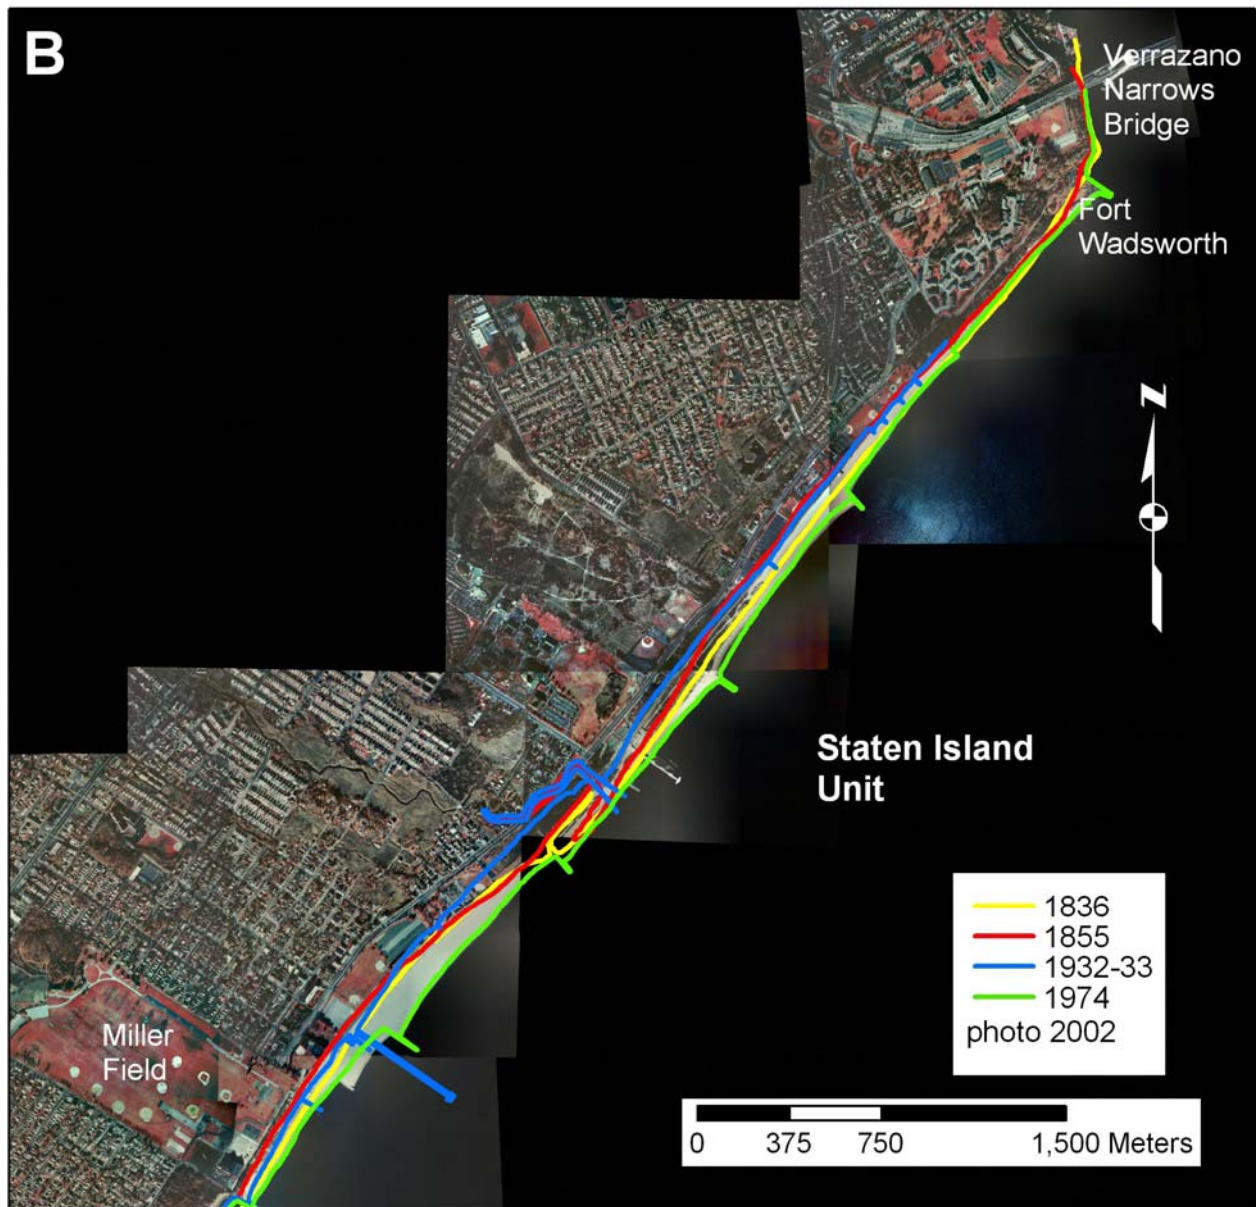 B
Verrazano
Narrows
Bridge
Fort
Wadsworth
N
Staten Island
Unit
1836
1855
1932-33
1974
photo 2002
Miller
Field
0 375 750 1,500 Meters